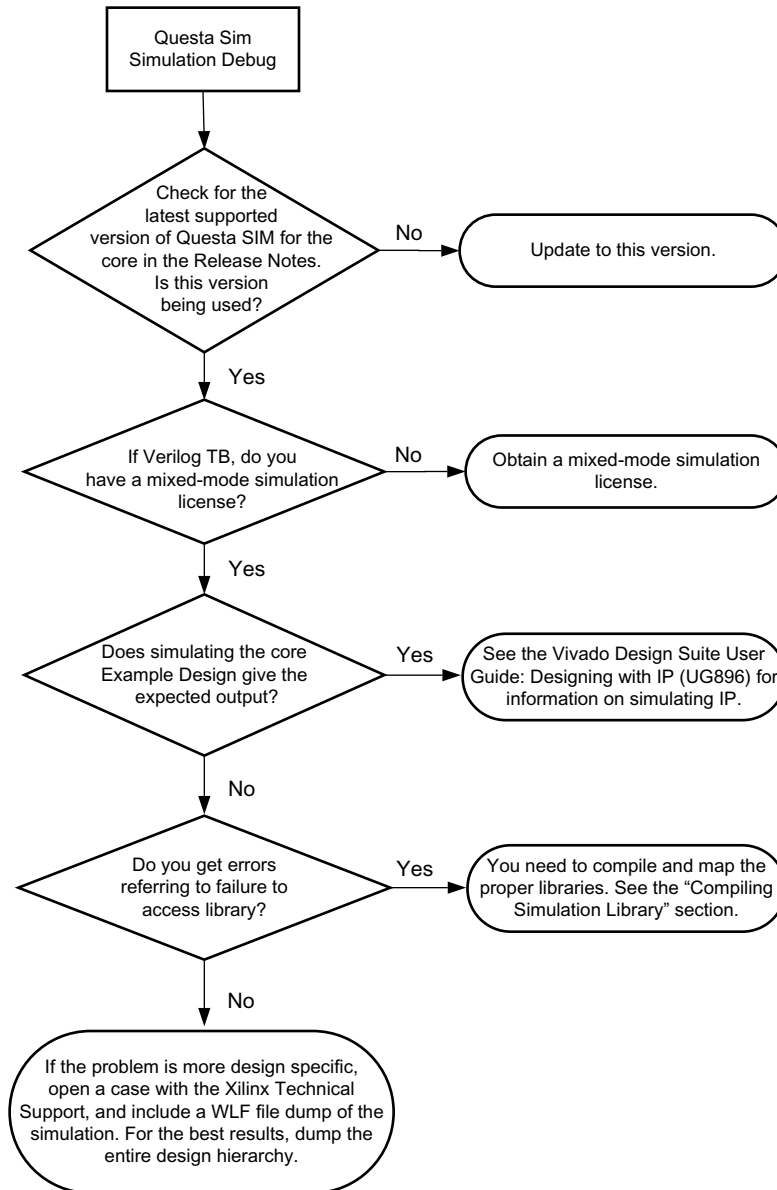 Questa Sim
Simulation Debug
Check for the
latest supported
version of Questa SIM for the
core in the Release Notes.
Is this version
being used?
No
Update to this version.
Yes
If Verilog TB, do you
have a mixed-mode simulation
license?
No
Obtain a mixed-mode simulation
license.
Yes
Does simulating the core
Example Design give the
expected output?
Yes
See the Vivado Design Suite User
Guide: Designing with IP (UG896) for
information on simulating IP.
No
Do you get errors
referring to failure to
access library?
Yes
You need to compile and map the
proper libraries. See the “Compiling
Simulation Library” section.
No
If the problem is more design specific,
open a case with the Xilinx Technical
Support, and include a WLF file dump of the
simulation. For the best results, dump the
entire design hierarchy.